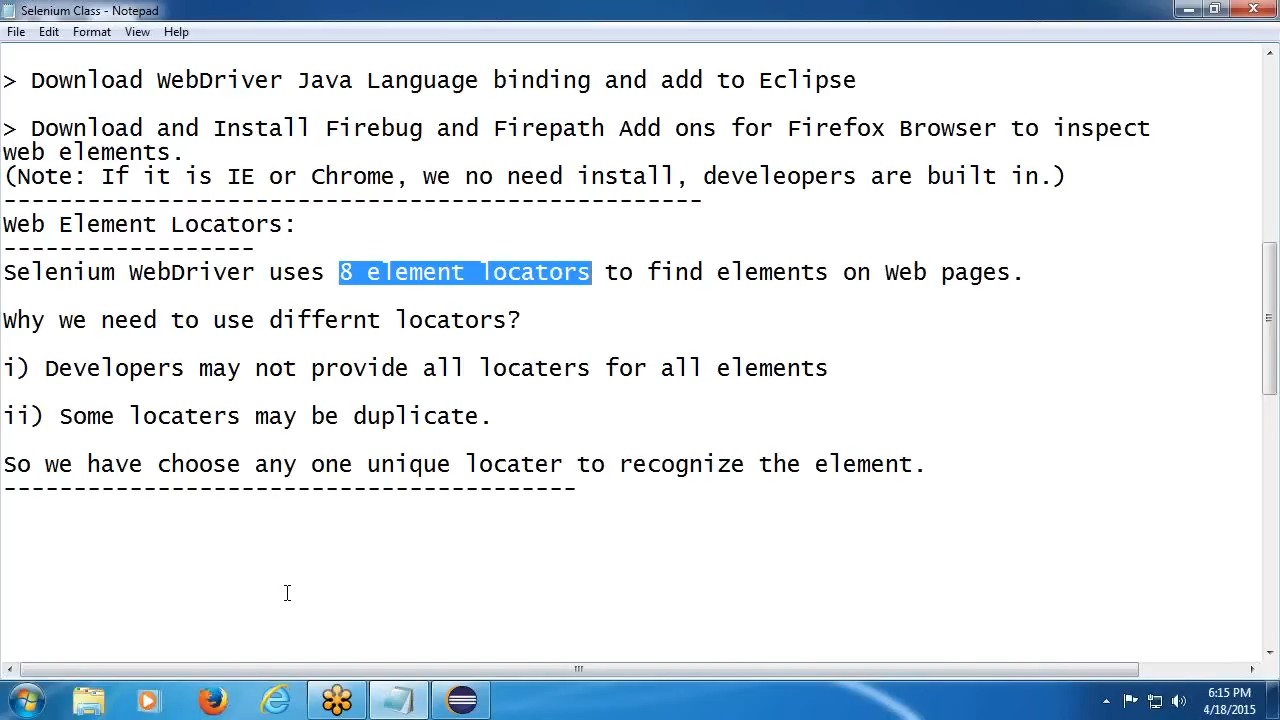 Selenium Class - Notepad
File Edit Format View Help
> Download WebDriver Java Language binding and add to Eclipse
> Download and Install Firebug and Firepath Add ons for Firefox Browser to inspect
web elements.
(Note: If it is IE or Chrome, we no need install, develeopers are built in.)
--------------------------------------------------
Web Element Locators:
------------------
Selenium WebDriver uses 8 element locators to find elements on Web pages.
Why we need to use differnt locators?
i) Developers may not provide all locaters for all elements
ii) Some locaters may be duplicate.
So we have choose any one unique locater to recognize the element.
-----------------------------------------
6:15 PM
4/18/2015